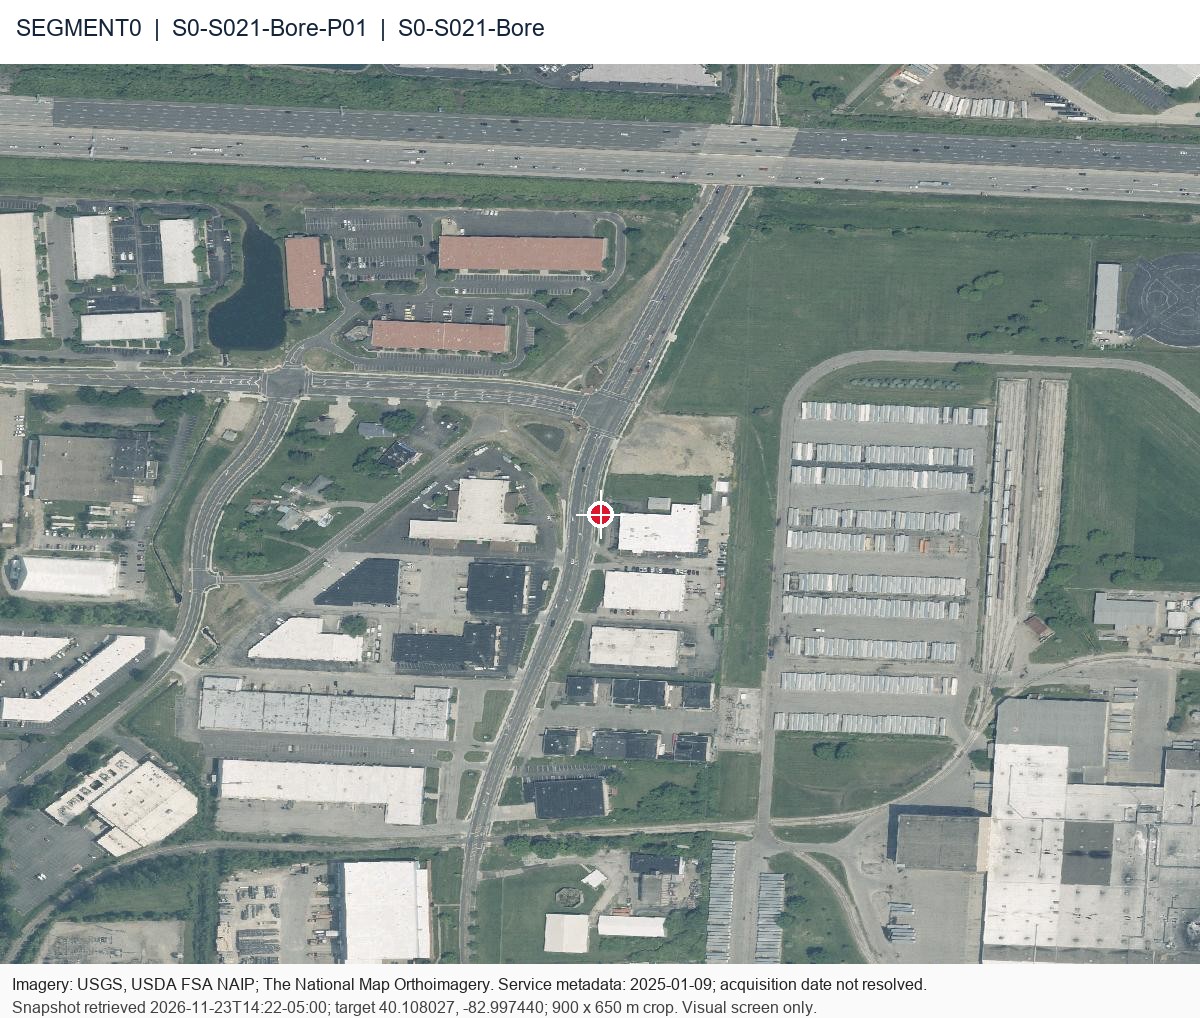 SEGMENT0 | S0-S021-Bore-P01 | S0-S021-Bore
Imagery: USGS, USDA FSA NAIP; The National Map Orthoimagery. Service metadata: 2025-01-09; acquisition date not resolved.
Snapshot retrieved 2026-11-23T14:22-05:00; target 40.108027, -82.997440; 900 x 650 m crop. Visual screen only.